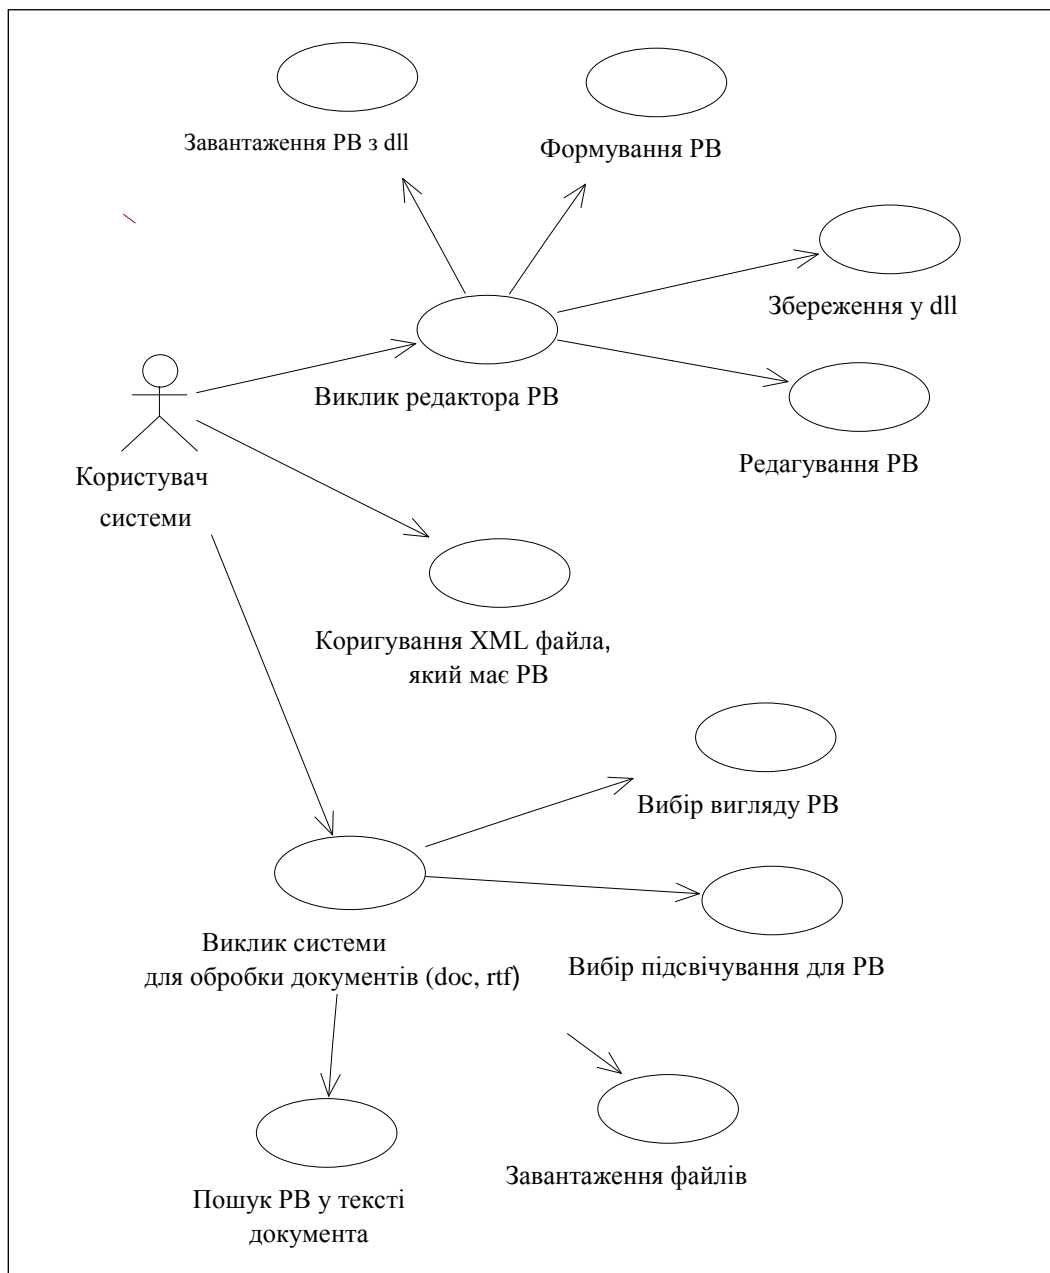 Завантаження РВ з dll
Формування РВ
Збереження у dll
Виклик редактора РВ
Редагування РВ
Користувач
системи
Коригування XML файла,
який має РВ
Вибір вигляду РВ
Виклик системи
для обробки документів (doc, rtf)
Вибір підсвічування для РВ
Завантаження файлів
Пошук РВ у тексті
документа